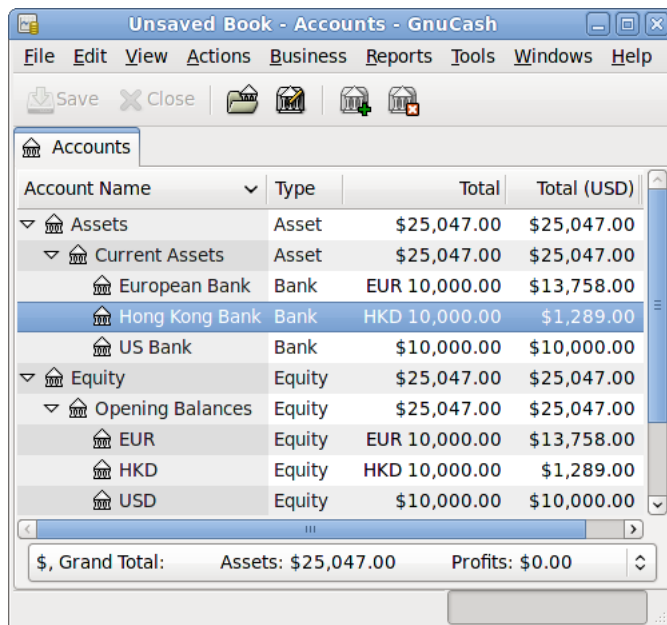 Unsaved Book - Accounts - GnuCash
File Edit View Actions Business Reports Tools Windows Help
Save Close
Accounts
Account Name Type Total Total (USD)
Assets Asset $25,047.00 $25,047.00
Current Assets Asset $25,047.00 $25,047.00
European Bank Bank EUR 10,000.00 $13,758.00
Hong Kong Bank Bank HKD 10,000.00 $1,289.00
US Bank Bank $10,000.00 $10,000.00
Equity Equity $25,047.00 $25,047.00
Opening Balances Equity $25,047.00 $25,047.00
EUR Equity EUR 10,000.00 $13,758.00
HKD Equity HKD 10,000.00 $1,289.00
USD Equity $10,000.00 $10,000.00
$, Grand Total: Assets: $25,047.00 Profits: $0.00